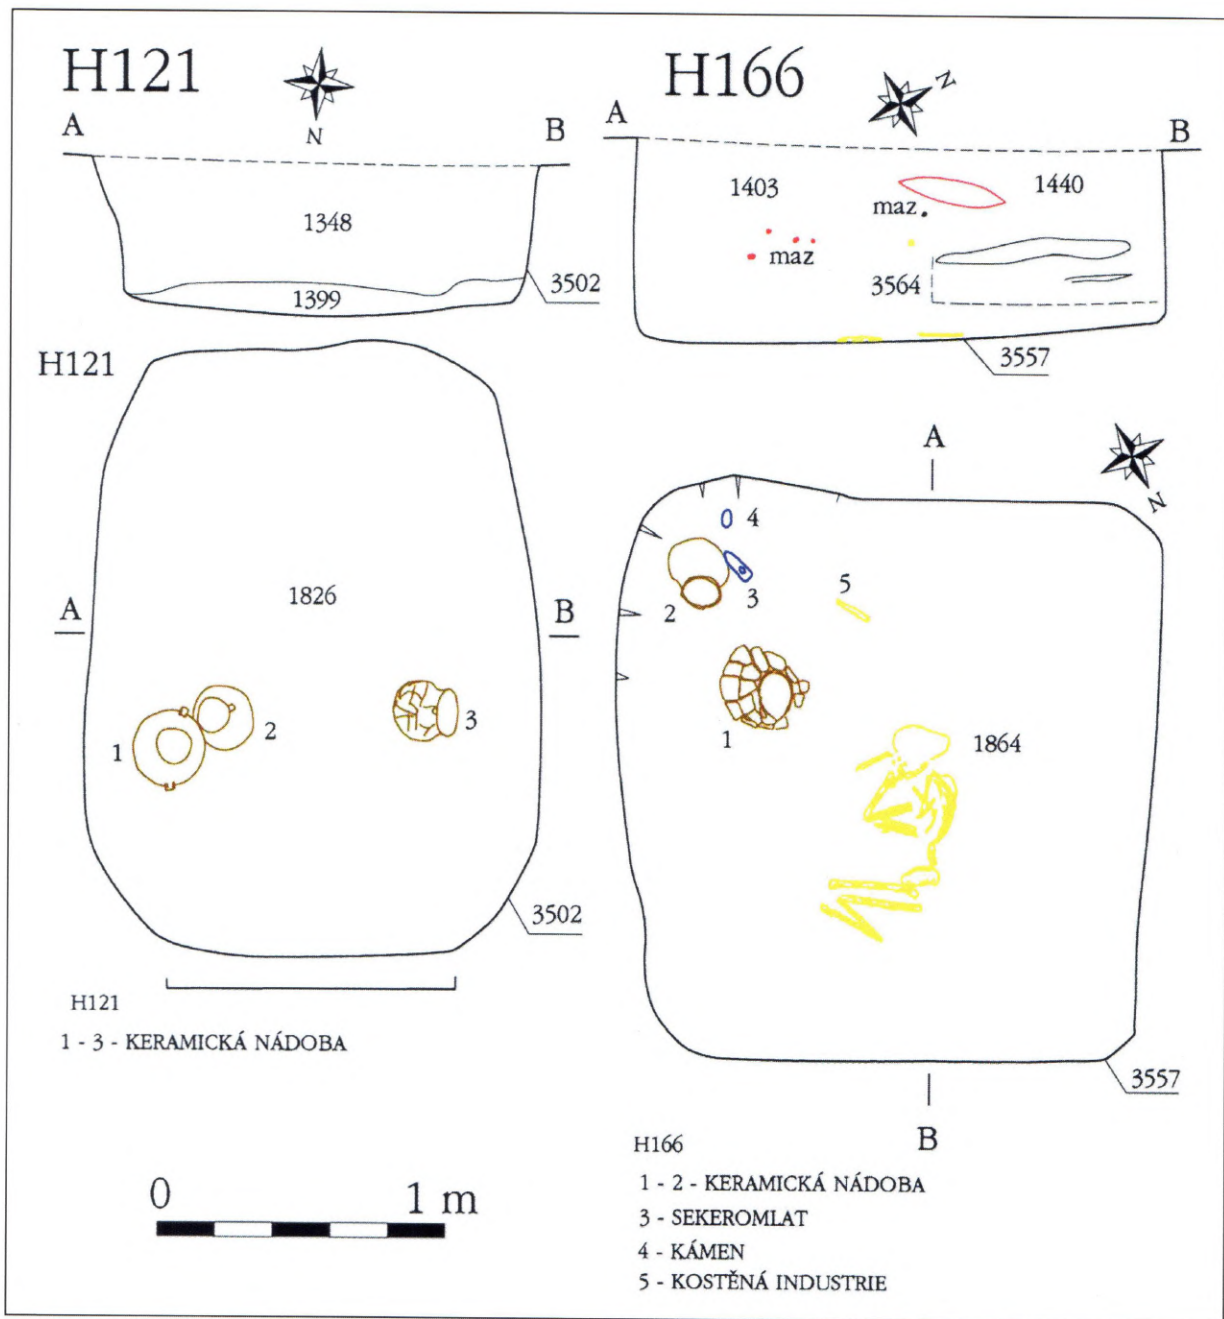 H121
N
A
B
1348
1399
3502
H121
1826
A
B
1
2
3
3502
H121
1 - 3 - KERAMICKÁ NÁDOBA
0 1 m
H166
N
A
B
1403
1440
maz
maz
3564
3557
A
N
4
3
2
5
1
1864
3557
B
H166
1 - 2 - KERAMICKÁ NÁDOBA
3 - SEKEROMLAT
4 - KÁMEN
5 - KOSTĚNÁ INDUSTRIE